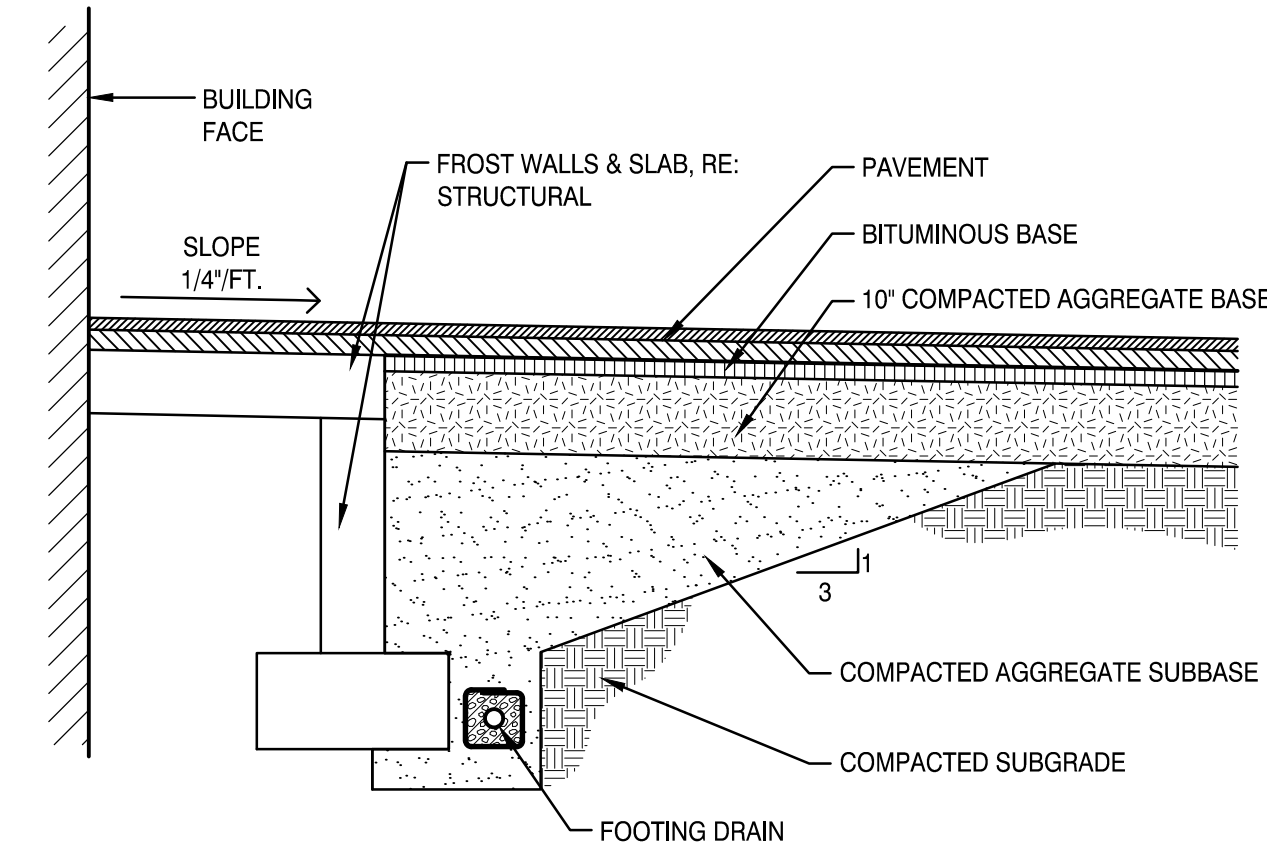 BUILDING
FACE
FROST WALLS & SLAB, RE:
STRUCTURAL
PAVEMENT
BITUMINOUS BASE
SLOPE
1/4"/FT.
10" COMPACTED AGGREGATE BASE
1
3
COMPACTED AGGREGATE SUBBASE
COMPACTED SUBGRADE
FOOTING DRAIN